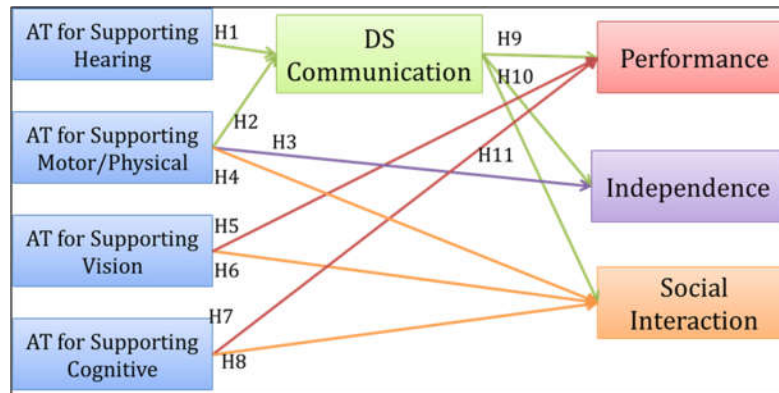 AT for Supporting
Hearing
H1
DS
Communication
H9
Performance
H10
H2
AT for Supporting
Motor/Physical
H3
H11
H4
Independence
H5
AT for Supporting
Vision
H6
Social
Interaction
H7
AT for Supporting
Cognitive
H8